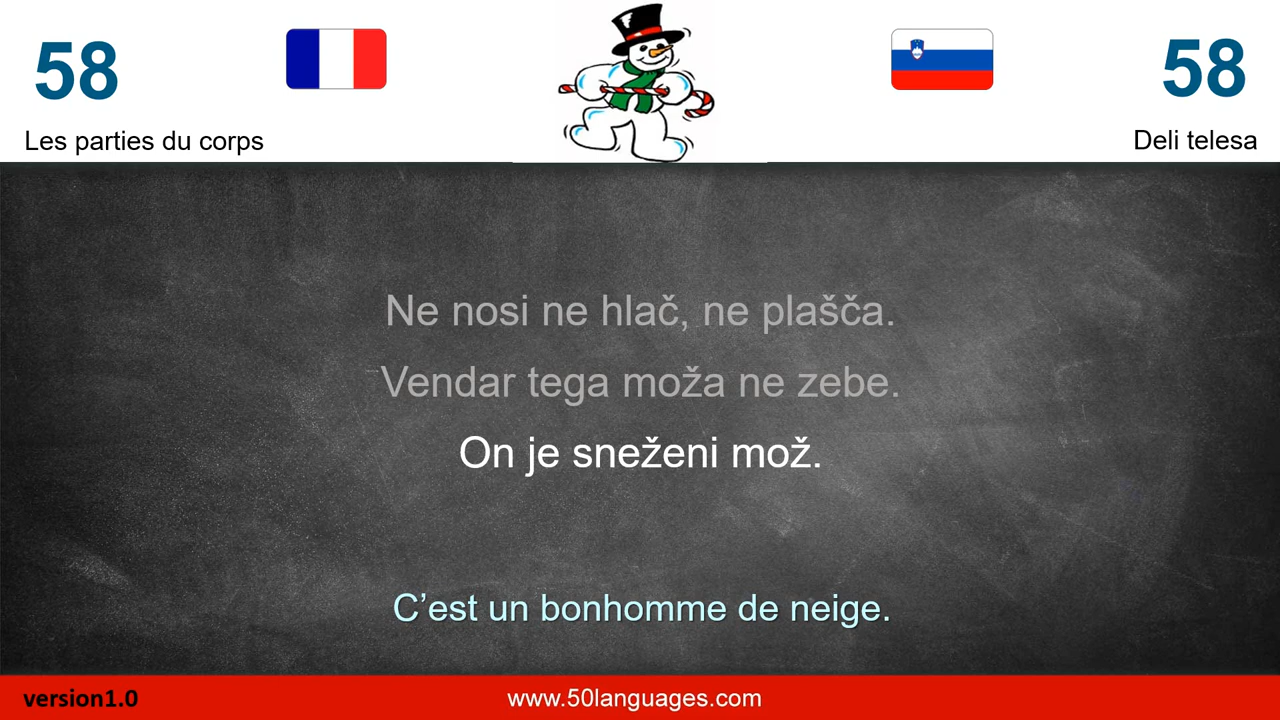 58
58
Les parties du corps
Deli telesa
Ne nosi ne hlač, ne plašča.
Vendar tega moža ne zebe.
On je sneženi mož.
C’est un bonhomme de neige.
version1.0
www.50languages.com